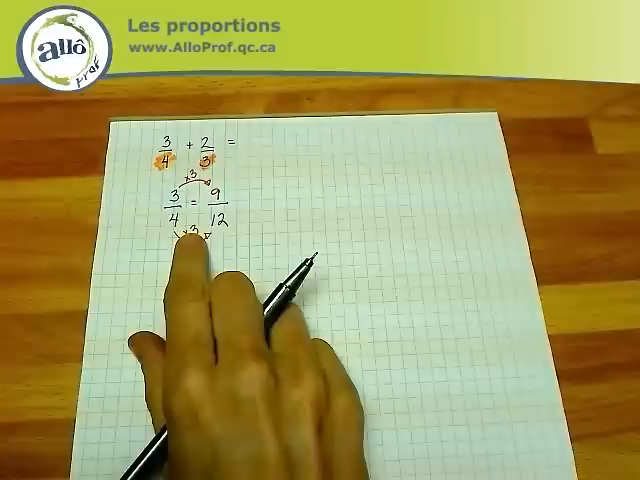 allô
prof
Les proportions
www.AlloProf.qc.ca
3/4 + 2/3 =
×3
3/4 = 9/12
×3